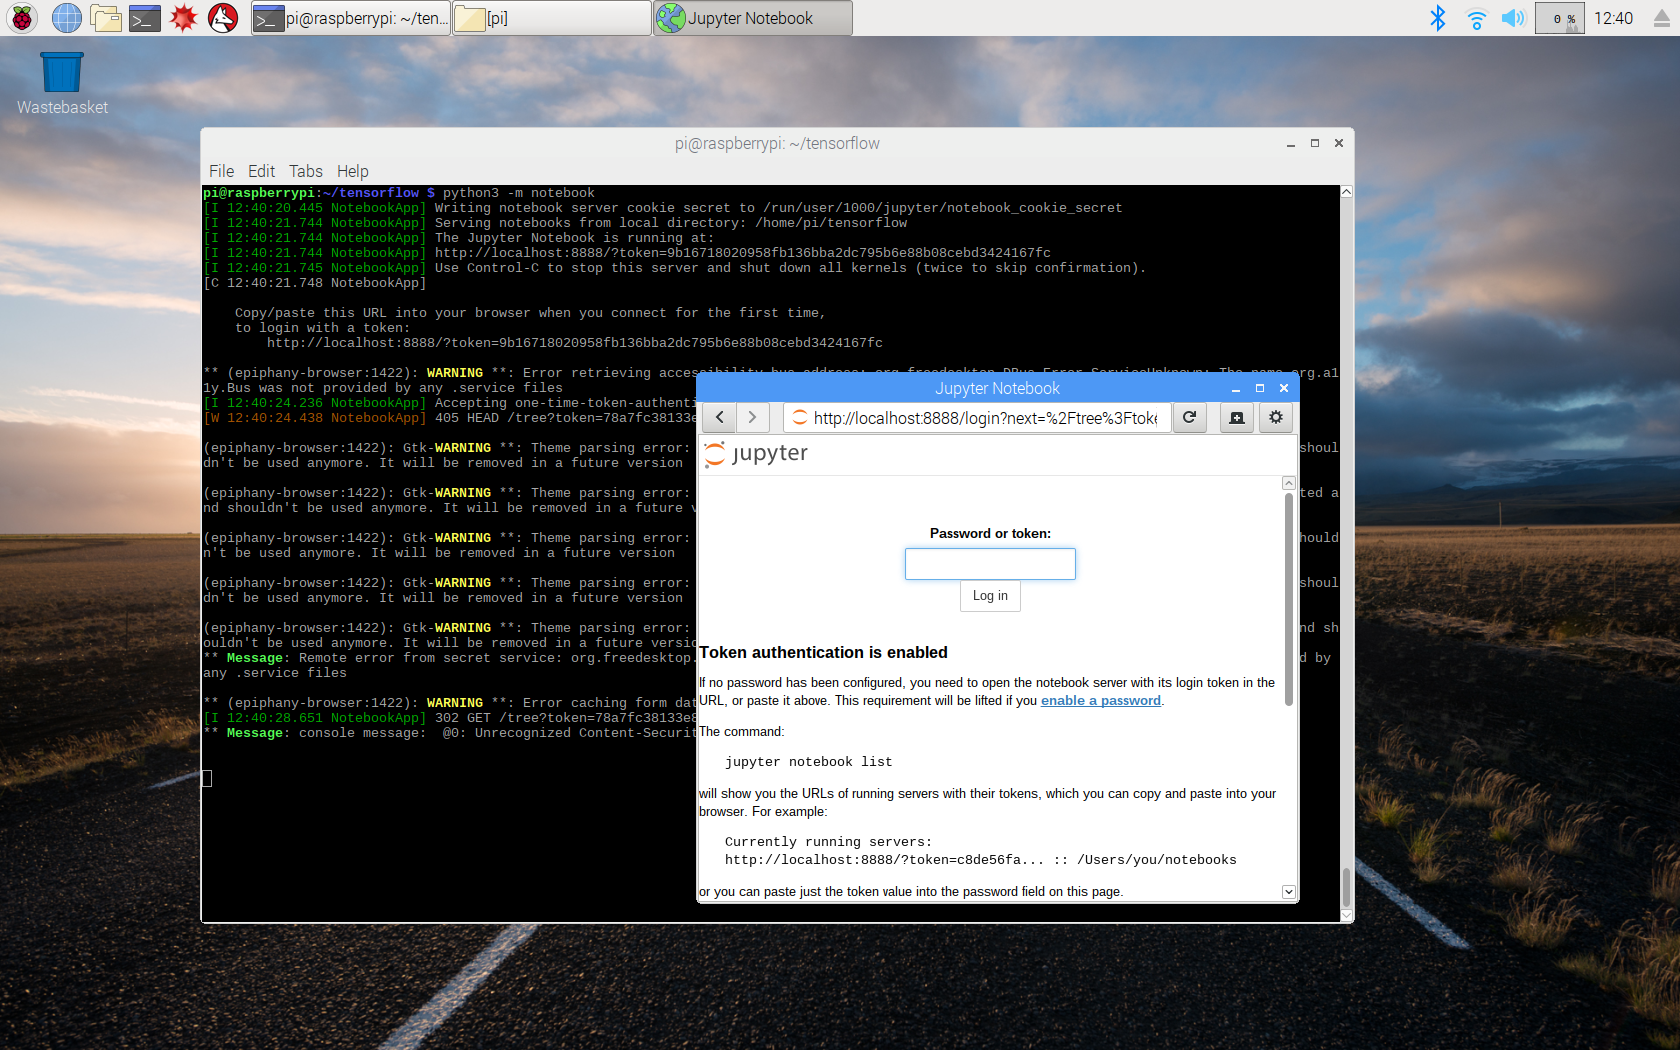 pi@raspberrypi: ~/ten...
[pi]
Jupyter Notebook
0 %
12:40
Wastebasket
pi@raspberrypi: ~/tensorflow
File Edit Tabs Help
pi@raspberrypi:~/tensorflow $ python3 -m notebook
[I 12:40:20.445 NotebookApp] Writing notebook server cookie secret to /run/user/1000/jupyter/notebook_cookie_secret
[I 12:40:21.744 NotebookApp] Serving notebooks from local directory: /home/pi/tensorflow
[I 12:40:21.744 NotebookApp] The Jupyter Notebook is running at:
[I 12:40:21.744 NotebookApp] http://localhost:8888/?token=9b16718020958fb136bba2dc795b6e88b08cebd3424167fc
[I 12:40:21.745 NotebookApp] Use Control-C to stop this server and shut down all kernels (twice to skip confirmation).
[C 12:40:21.748 NotebookApp]
Copy/paste this URL into your browser when you connect for the first time,
to login with a token:
http://localhost:8888/?token=9b16718020958fb136bba2dc795b6e88b08cebd3424167fc
** (epiphany-browser:1422): WARNING **: Error retrieving accessibility bus address: org.freedesktop.DBus.Error.ServiceUnknown: The name org.a1
1y.Bus was not provided by any .service files
[I 12:40:24.236 NotebookApp] Accepting one-time-token-authenti
[W 12:40:24.438 NotebookApp] 405 HEAD /tree?token=78a7fc38133e
(epiphany-browser:1422): Gtk-WARNING **: Theme parsing error: shoul
dn't be used anymore. It will be removed in a future version
(epiphany-browser:1422): Gtk-WARNING **: Theme parsing error: ted a
nd shouldn't be used anymore. It will be removed in a future v
(epiphany-browser:1422): Gtk-WARNING **: Theme parsing error: should
n't be used anymore. It will be removed in a future version
(epiphany-browser:1422): Gtk-WARNING **: Theme parsing error: shoul
dn't be used anymore. It will be removed in a future version
(epiphany-browser:1422): Gtk-WARNING **: Theme parsing error: nd sh
ouldn't be used anymore. It will be removed in a future versio
** Message: Remote error from secret service: org.freedesktop. d by
any .service files
** (epiphany-browser:1422): WARNING **: Error caching form dat
[I 12:40:28.651 NotebookApp] 302 GET /tree?token=78a7fc38133e8
** Message: console message:  @0: Unrecognized Content-Securit
Jupyter Notebook
http://localhost:8888/login?next=%2Ftree%3Ftoke
jupyter
Password or token:
Log in
Token authentication is enabled
If no password has been configured, you need to open the notebook server with its login token in the
URL, or paste it above. This requirement will be lifted if you enable a password.
The command:
jupyter notebook list
will show you the URLs of running servers with their tokens, which you can copy and paste into your
browser. For example:
Currently running servers:
http://localhost:8888/?token=c8de56fa... :: /Users/you/notebooks
or you can paste just the token value into the password field on this page.